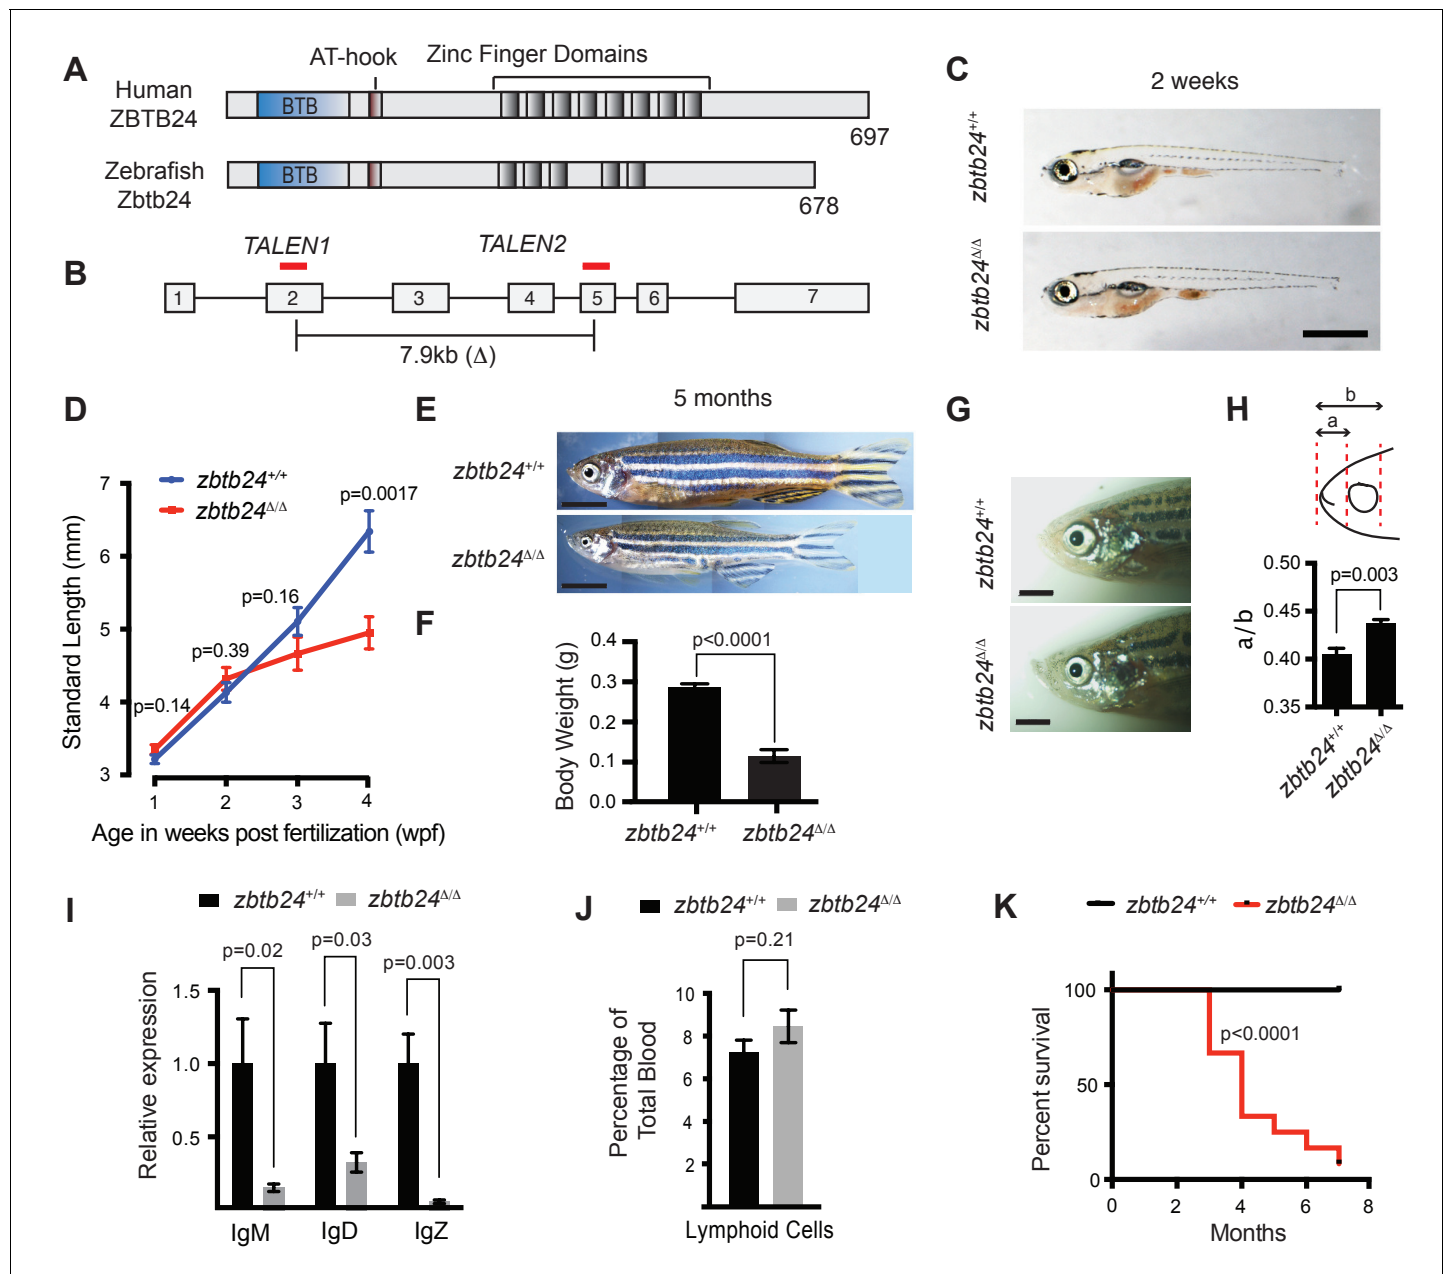 A
AT-hook
Zinc Finger Domains
Human
ZBTB24
BTB
697
Zebrafish
Zbtb24
BTB
678
B
TALEN1
TALEN2
1
2
3
4
5
6
7
7.9kb (Δ)
C
2 weeks
zbtb24+/+
zbtb24Δ/Δ
D
zbtb24+/+
zbtb24Δ/Δ
Standard Length (mm)
7
6
5
4
3
p=0.14
p=0.39
p=0.16
p=0.0017
1
2
3
4
Age in weeks post fertilization (wpf)
E
5 months
zbtb24+/+
zbtb24Δ/Δ
F
Body Weight (g)
0.4
0.3
0.2
0.1
0.0
p<0.0001
zbtb24+/+
zbtb24Δ/Δ
G
zbtb24+/+
zbtb24Δ/Δ
H
b
a
a/b
0.50
0.45
0.40
0.35
p=0.003
zbtb24+/+
zbtb24Δ/Δ
I
zbtb24+/+
zbtb24Δ/Δ
Relative expression
1.5
1.0
0.5
p=0.02
p=0.03
p=0.003
IgM
IgD
IgZ
J
zbtb24+/+
zbtb24Δ/Δ
Percentage of
Total Blood
10
8
6
4
2
p=0.21
Lymphoid Cells
K
zbtb24+/+
zbtb24Δ/Δ
Percent survival
100
50
0
p<0.0001
0
2
4
6
8
Months